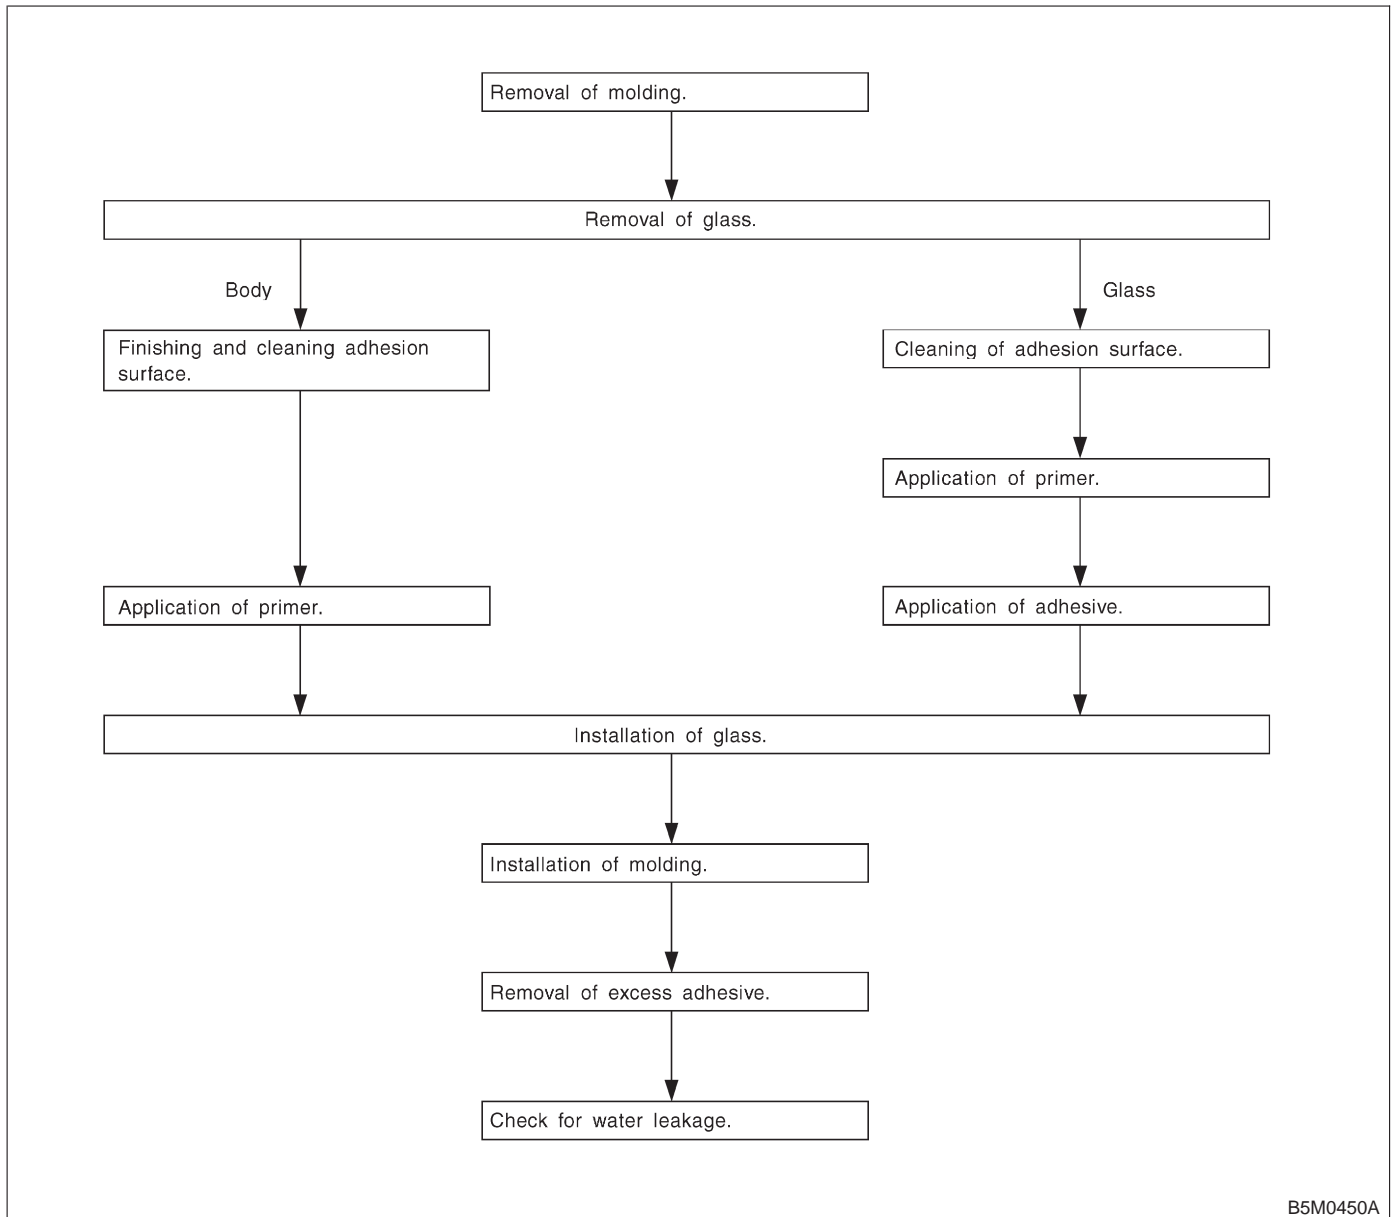 Removal of molding.
Removal of glass.
Body
Glass
Finishing and cleaning adhesion
surface.
Cleaning of adhesion surface.
Application of primer.
Application of primer.
Application of adhesive.
Installation of glass.
Installation of molding.
Removal of excess adhesive.
Check for water leakage.
B5M0450A